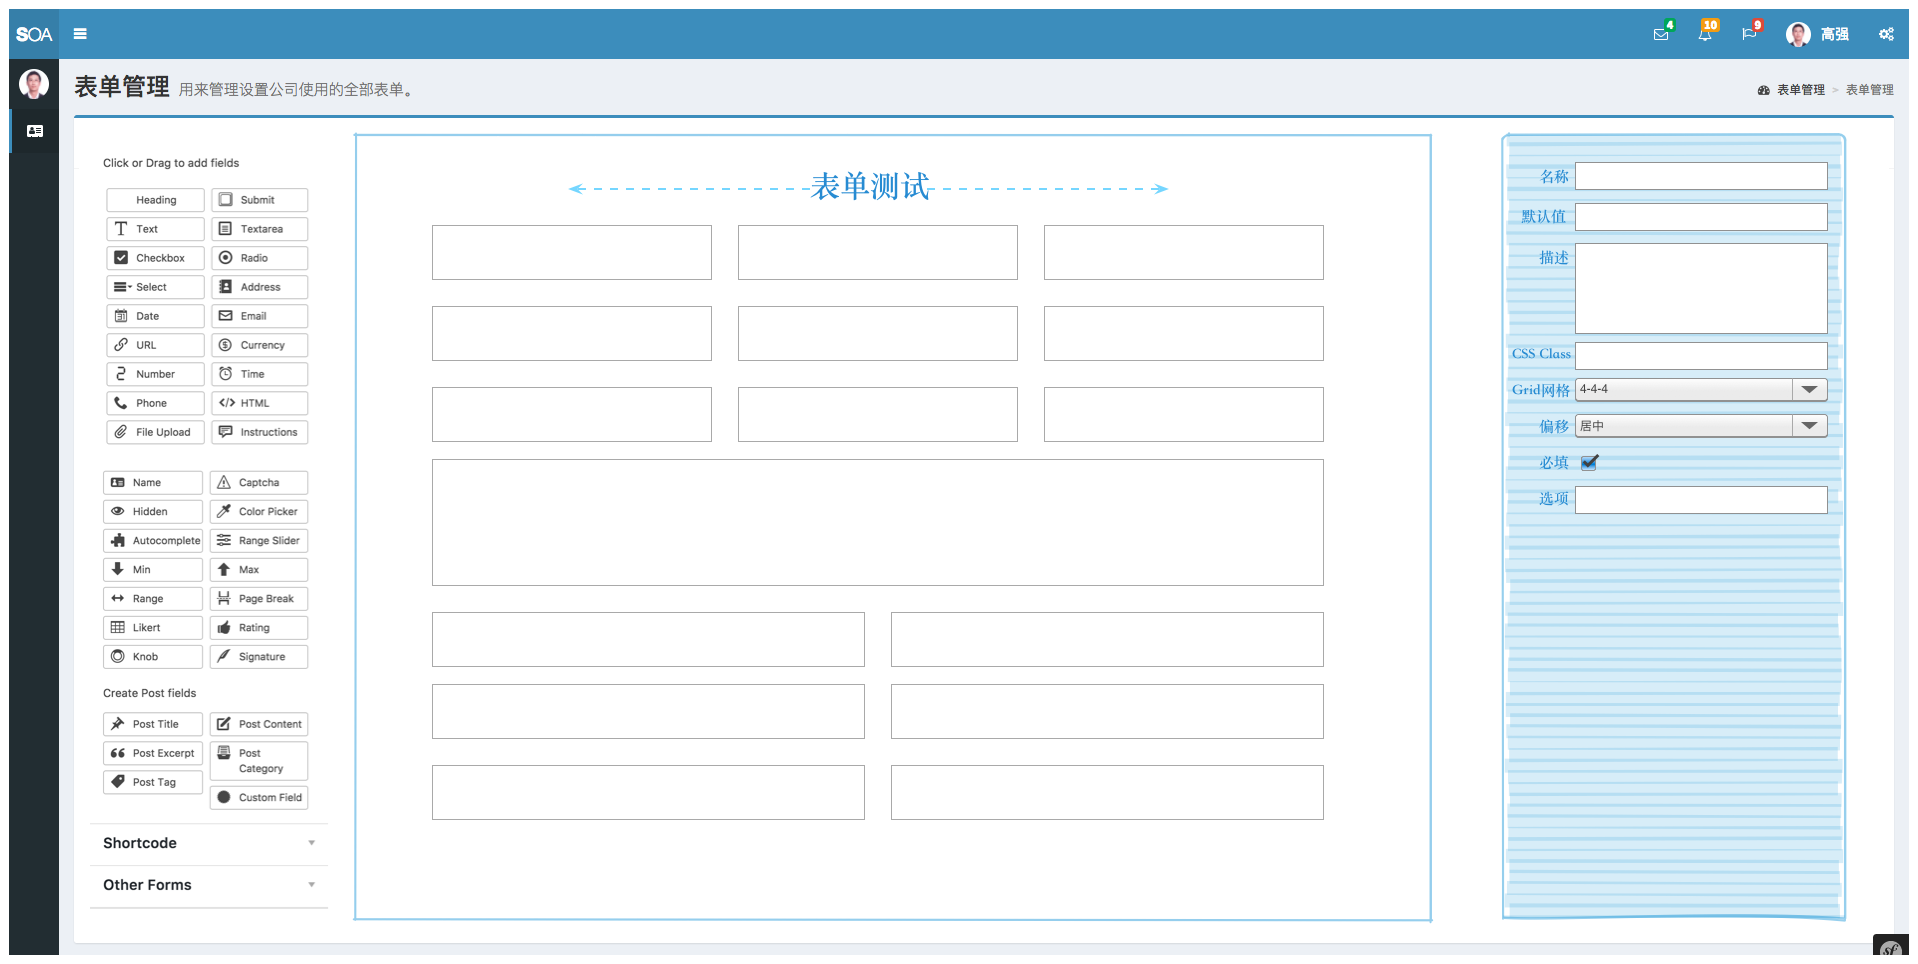 SOA
4
10
9
高强
表单管理 用来管理设置公司使用的全部表单。
表单管理 > 表单管理
Click or Drag to add fields
Heading
Submit
Text
Textarea
Checkbox
Radio
Select
Address
Date
Email
URL
Currency
Number
Time
Phone
HTML
File Upload
Instructions
Name
Captcha
Hidden
Color Picker
Autocomplete
Range Slider
Min
Max
Range
Page Break
Likert
Rating
Knob
Signature
Create Post fields
Post Title
Post Content
Post Excerpt
Post
Category
Post Tag
Custom Field
Shortcode
Other Forms
表单测试
名称
默认值
描述
CSS Class
Grid网格 4-4-4
偏移 居中
必填
选项
sf